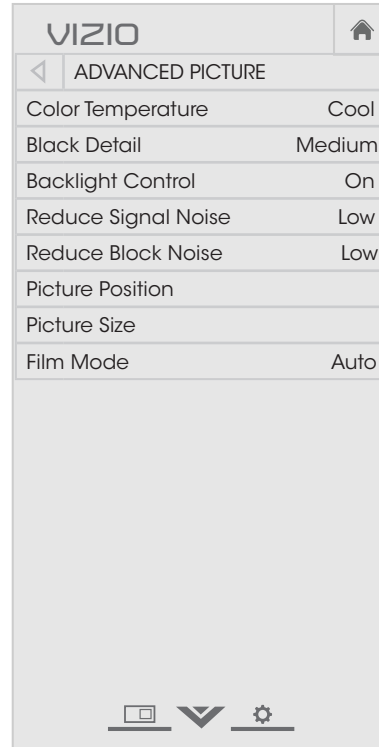 VIZIO
ADVANCED PICTURE
Color Temperature Cool
Black Detail Medium
Backlight Control On
Reduce Signal Noise Low
Reduce Block Noise Low
Picture Position
Picture Size
Film Mode Auto